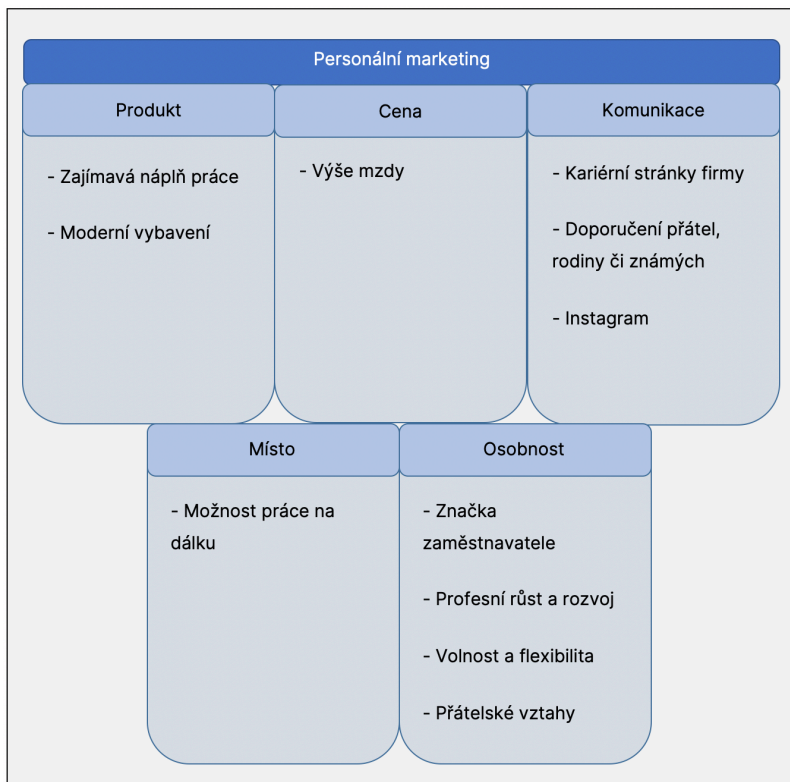 Personální marketing
Produkt
- Zajímavá náplň práce
- Moderní vybavení
Cena
- Výše mzdy
Komunikace
- Kariérní stránky firmy
- Doporučení přátel,
rodiny či známých
- Instagram
Místo
- Možnost práce na
dálku
Osobnost
- Značka
zaměstnavatele
- Profesní růst a rozvoj
- Volnost a flexibilita
- Přátelské vztahy